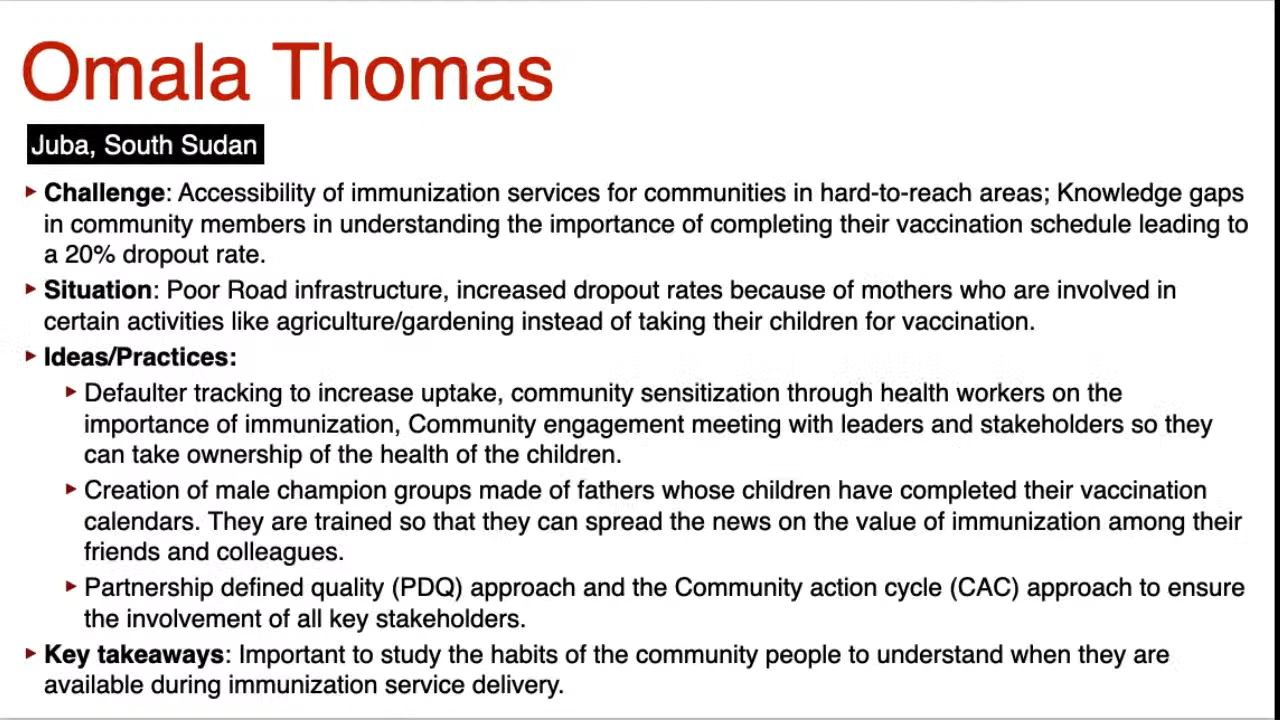 Omala Thomas
Juba, South Sudan
▸ Challenge: Accessibility of immunization services for communities in hard-to-reach areas; Knowledge gaps
in community members in understanding the importance of completing their vaccination schedule leading to
a 20% dropout rate.
▸ Situation: Poor Road infrastructure, increased dropout rates because of mothers who are involved in
certain activities like agriculture/gardening instead of taking their children for vaccination.
▸ Ideas/Practices:
▸ Defaulter tracking to increase uptake, community sensitization through health workers on the
importance of immunization, Community engagement meeting with leaders and stakeholders so they
can take ownership of the health of the children.
▸ Creation of male champion groups made of fathers whose children have completed their vaccination
calendars. They are trained so that they can spread the news on the value of immunization among their
friends and colleagues.
▸ Partnership defined quality (PDQ) approach and the Community action cycle (CAC) approach to ensure
the involvement of all key stakeholders.
▸ Key takeaways: Important to study the habits of the community people to understand when they are
available during immunization service delivery.